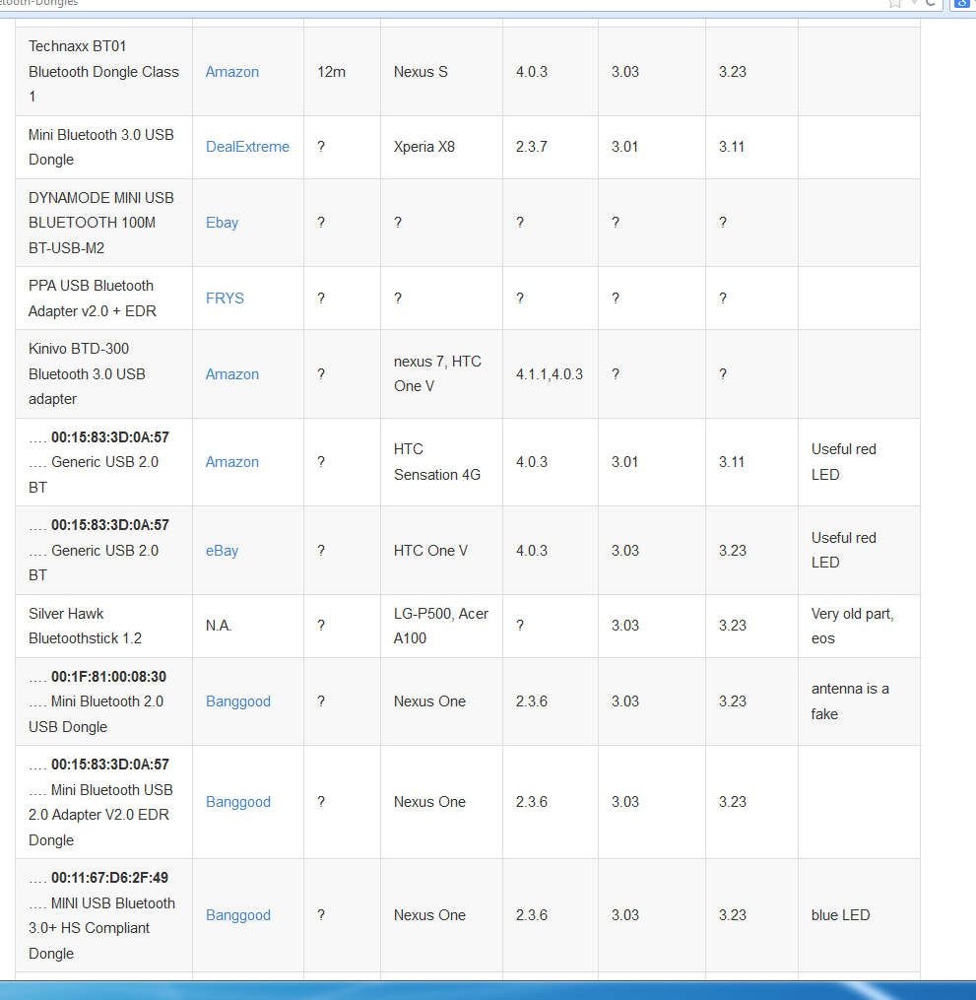 etooth-Dongles
Technaxx BT01
Bluetooth Dongle Class
1
Amazon
12m
Nexus S
4.0.3
3.03
3.23
Mini Bluetooth 3.0 USB
Dongle
DealExtreme
?
Xperia X8
2.3.7
3.01
3.11
DYNAMODE MINI USB
BLUETOOTH 100M
BT-USB-M2
Ebay
?
?
?
?
?
PPA USB Bluetooth
Adapter v2.0 + EDR
FRYS
?
?
?
?
?
Kinivo BTD-300
Bluetooth 3.0 USB
adapter
Amazon
?
nexus 7, HTC
One V
4.1.1,4.0.3
?
?
.... 00:15:83:3D:0A:57
.... Generic USB 2.0
BT
Amazon
?
HTC
Sensation 4G
4.0.3
3.01
3.11
Useful red
LED
.... 00:15:83:3D:0A:57
.... Generic USB 2.0
BT
eBay
?
HTC One V
4.0.3
3.03
3.23
Useful red
LED
Silver Hawk
Bluetoothstick 1.2
N.A.
?
LG-P500, Acer
A100
?
3.03
3.23
Very old part,
eos
.... 00:1F:81:00:08:30
.... Mini Bluetooth 2.0
USB Dongle
Banggood
?
Nexus One
2.3.6
3.03
3.23
antenna is a
fake
.... 00:15:83:3D:0A:57
.... Mini Bluetooth USB
2.0 Adapter V2.0 EDR
Dongle
Banggood
?
Nexus One
2.3.6
3.03
3.23
.... 00:11:67:D6:2F:49
.... MINI USB Bluetooth
3.0+ HS Compliant
Dongle
Banggood
?
Nexus One
2.3.6
3.03
3.23
blue LED